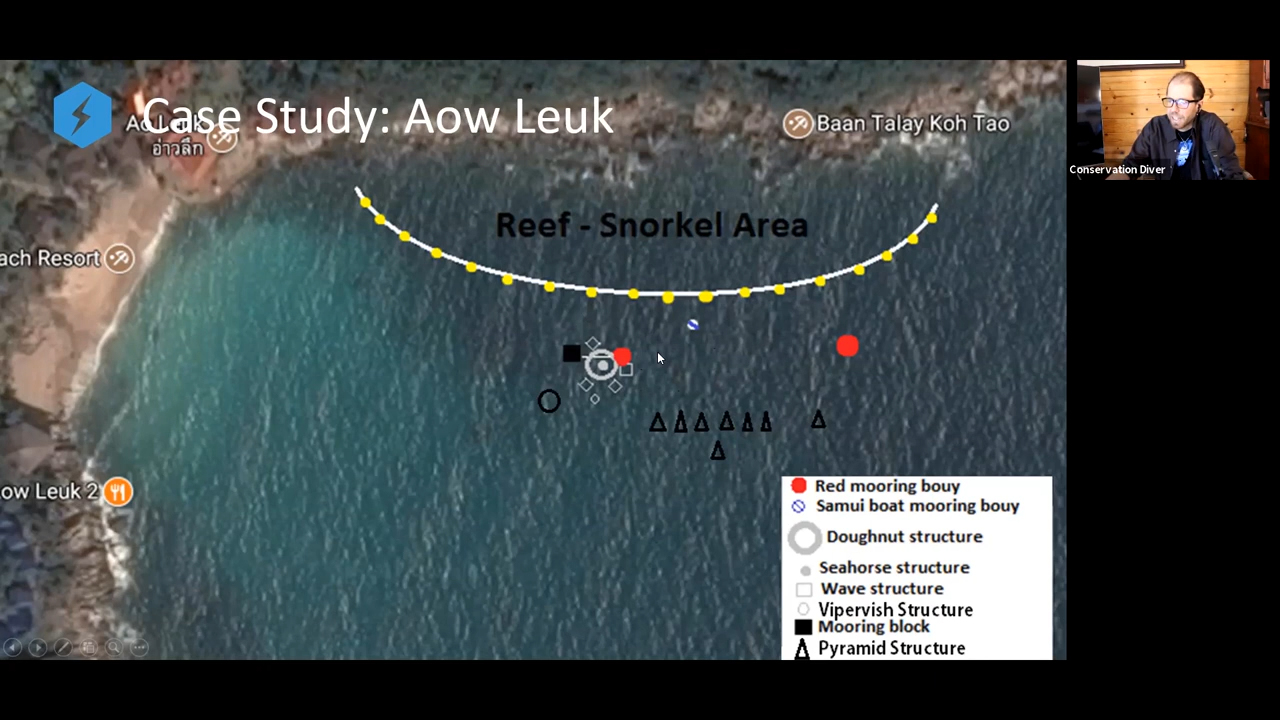 Case Study: Aow Leuk
อ่าวลึก
Baan Talay Koh Tao
Conservation Diver
Reef - Snorkel Area
ach Resort
ow Leuk 2
Red mooring bouy
Samui boat mooring bouy
Doughnut structure
Seahorse structure
Wave structure
Vipervish Structure
Mooring block
Pyramid Structure